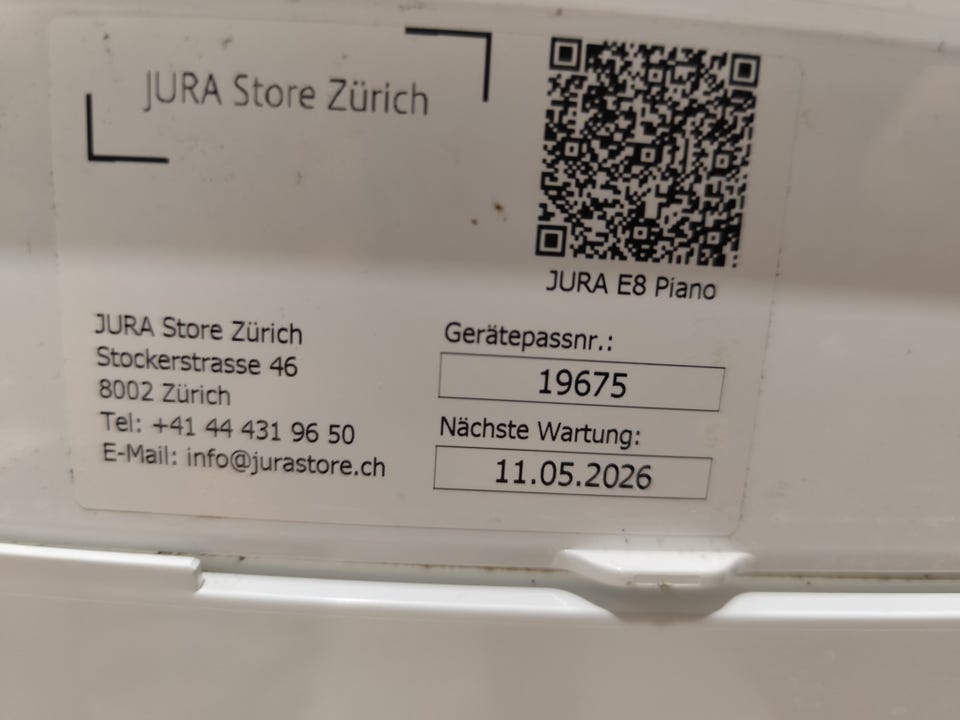 JURA Store Zürich
JURA E8 Piano
JURA Store Zürich
Stockerstrasse 46
8002 Zürich
Tel: +41 44 431 96 50
E-Mail: info@jurastore.ch
Gerätepassnr.:
19675
Nächste Wartung:
11.05.2026